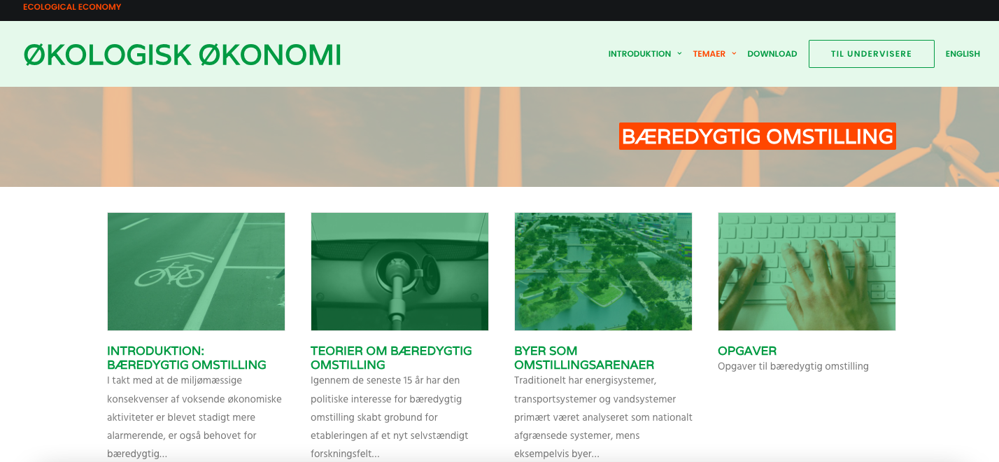 ECOLOGICAL ECONOMY
ØKOLOGISK ØKONOMI
INTRODUKTION TEMAER DOWNLOAD TIL UNDERVISERE ENGLISH
BÆREDYGTIG OMSTILLING
INTRODUKTION:
BÆREDYGTIG OMSTILLING
I takt med at de miljømæssige
konsekvenser af voksende økonomiske
aktiviteter er blevet stadigt mere
alarmerende, er også behovet for
bæredygtig…
TEORIER OM BÆREDYGTIG
OMSTILLING
Igennem de seneste 15 år har den
politiske interesse for bæredygtig
omstilling skabt grobund for
etableringen af et nyt selvstændigt
forskningsfelt…
BYER SOM
OMSTILLINGSARENAER
Traditionelt har energisystemer,
transportsystemer og vandsystemer
primært været analyseret som nationalt
afgrænsede systemer, mens
eksempelvis byer…
OPGAVER
Opgaver til bæredygtig omstilling